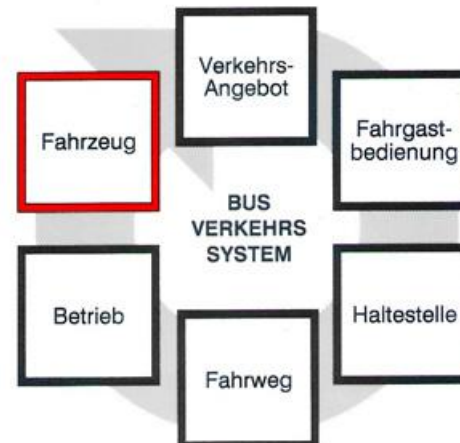 Verkehrs-
Angebot
Fahrzeug
Fahrgast-
bedienung
BUS
VERKEHRS
SYSTEM
Betrieb
Haltestelle
Fahrweg